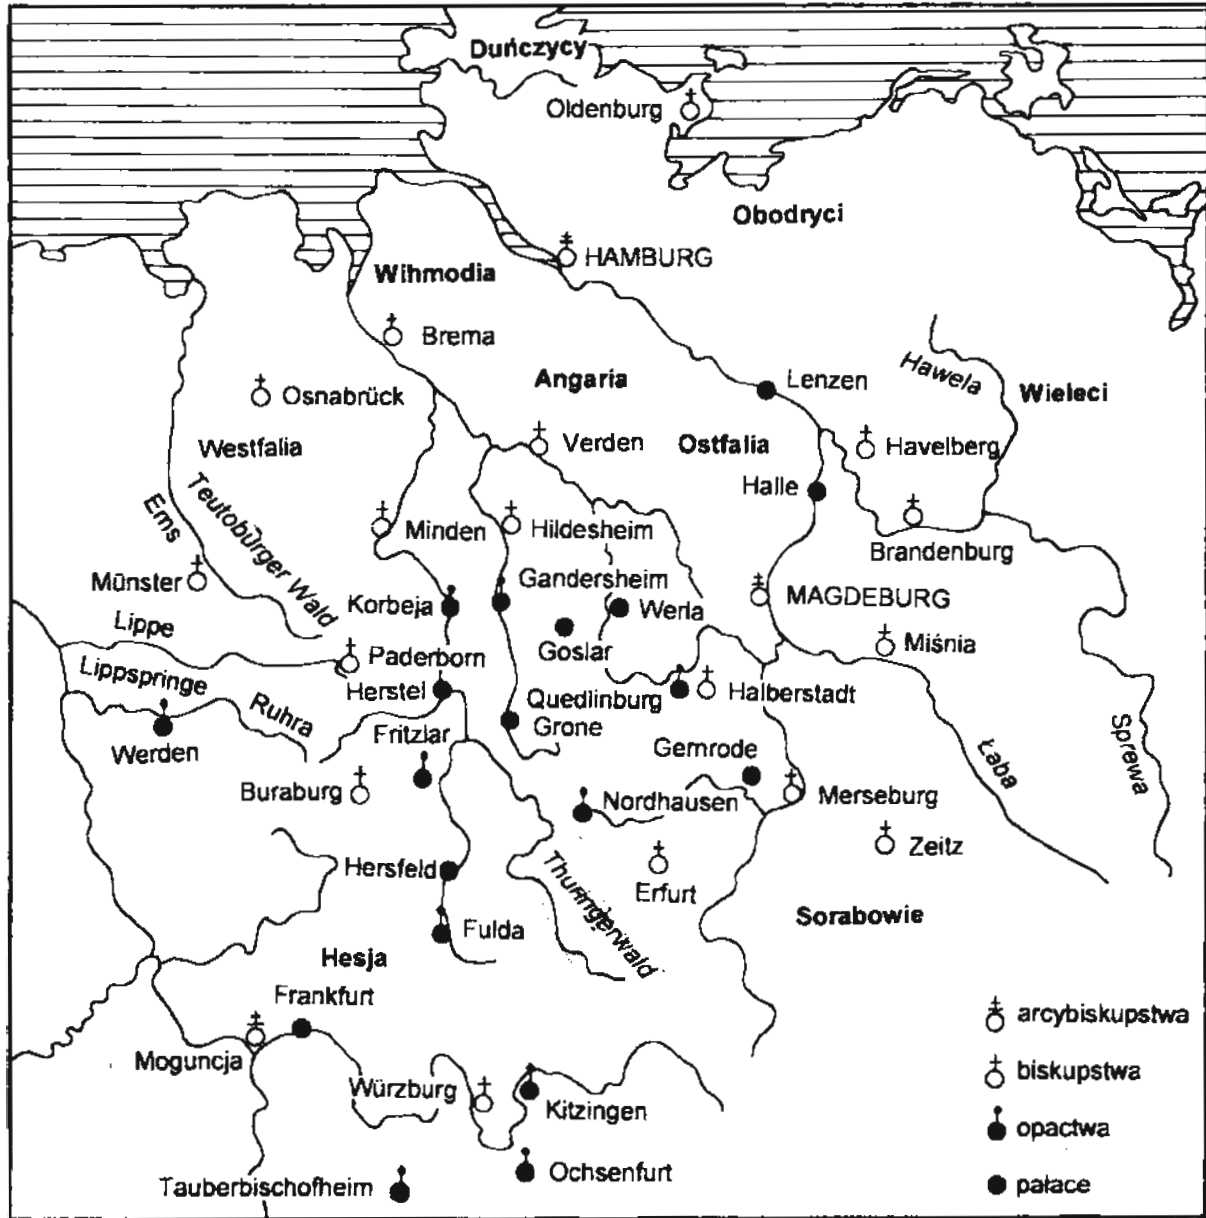 Duńczycy
Oldenburg
Obodryci
HAMBURG
Wihmodia
Brema
Angaria
Lenzen
Hawela
Wieleci
Osnabrück
Westfalia
Verden
Ostfalia
Havelberg
Halle
Ems
Teutoburger Wald
Minden
Hildesheim
Brandenburg
Münster
Gandersheim
Korbeja
Werla
MAGDEBURG
Lippe
Goslar
Miśnia
Paderborn
Lippspringe
Herstel
Quedlinburg
Halberstadt
Ruhra
Grone
Fritzlar
Werden
Gemrode
Łaba
Sprewa
Buraburg
Nordhausen
Merseburg
Zeitz
Hersfeld
Thuringerwald
Erfurt
Sorabowie
Fulda
Hesja
Frankfurt
Moguncja
Würzburg
Kitzingen
Ochsenfurt
Tauberbischofheim
arcybiskupstwa
biskupstwa
opactwa
pałace